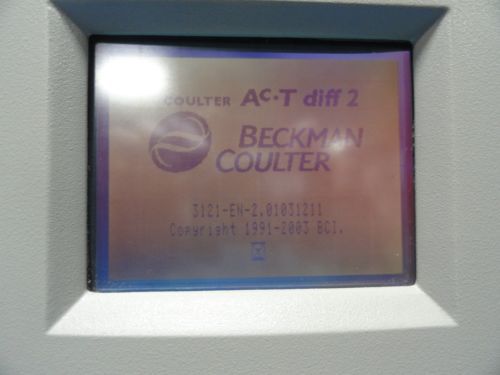 COULTER AC·T diff 2
BECKMAN
COULTER
3121-EN-2.01031211
Copyright 1991-2003 BCI.